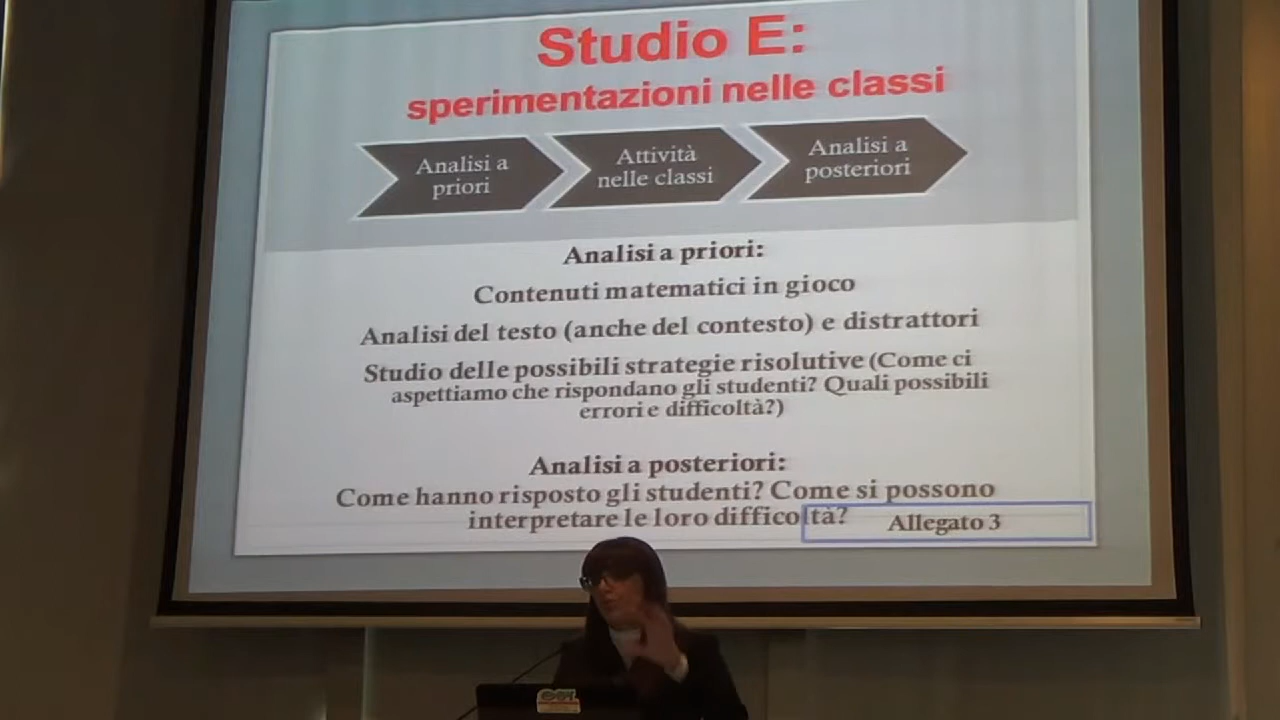 Studio E:
sperimentazioni nelle classi
Analisi a
priori
Attività
nelle classi
Analisi a
posteriori
Analisi a priori:
Contenuti matematici in gioco
Analisi del testo (anche del contesto) e distrattori
Studio delle possibili strategie risolutive (Come ci
aspettiamo che rispondano gli studenti? Quali possibili
errori e difficoltà?)
Analisi a posteriori:
Come hanno risposto gli studenti? Come si possono
interpretare le loro difficoltà?
Allegato 3